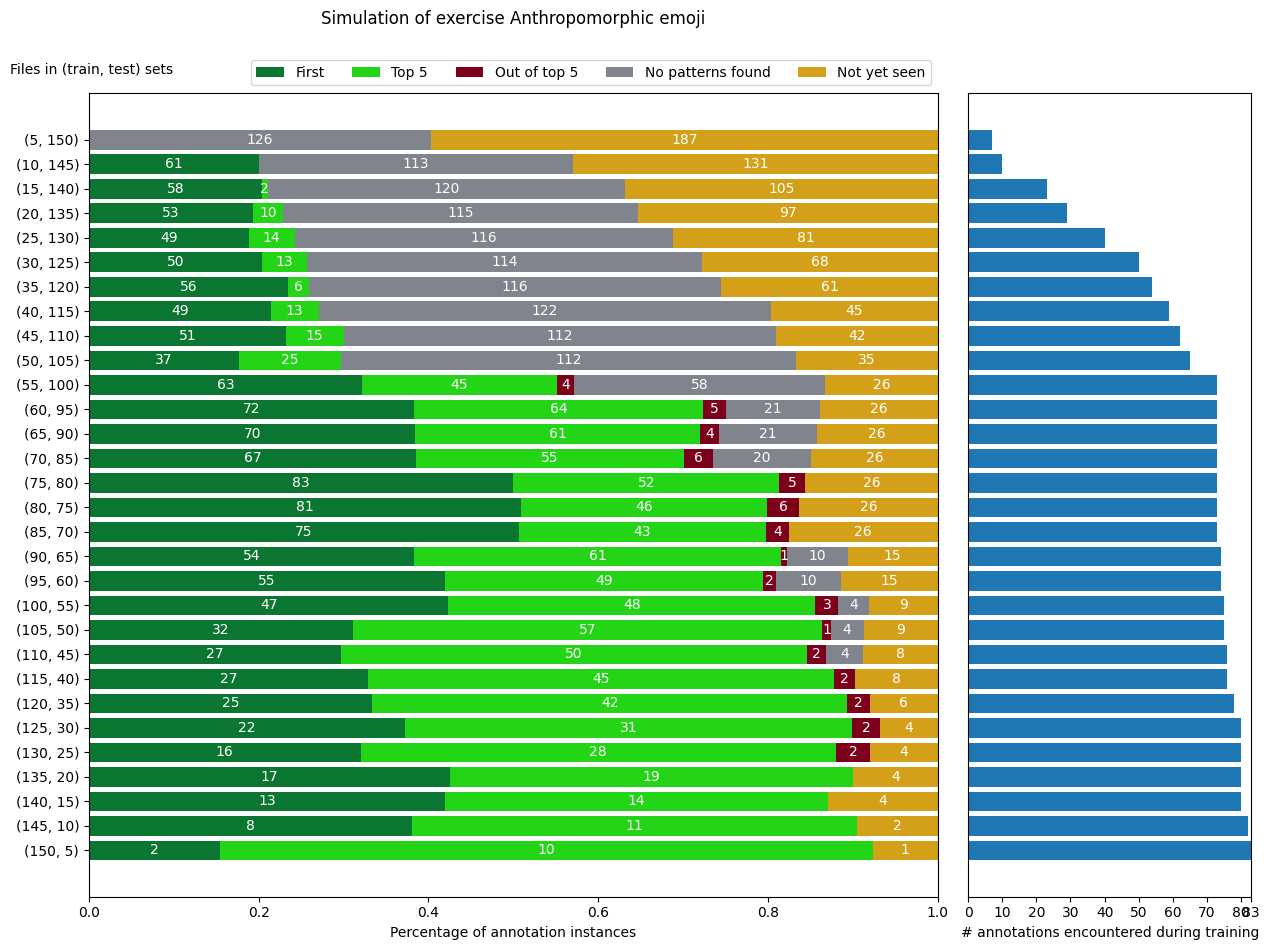 Simulation of exercise Anthropomorphic emoji
Files in (train, test) sets
First Top 5 Out of top 5 No patterns found Not yet seen
(5, 150) 126 187
(10, 145) 61 113 131
(15, 140) 58 2 120 105
(20, 135) 53 10 115 97
(25, 130) 49 14 116 81
(30, 125) 50 13 114 68
(35, 120) 56 6 116 61
(40, 115) 49 13 122 45
(45, 110) 51 15 112 42
(50, 105) 37 25 112 35
(55, 100) 63 45 4 58 26
(60, 95) 72 64 5 21 26
(65, 90) 70 61 4 21 26
(70, 85) 67 55 6 20 26
(75, 80) 83 52 5 26
(80, 75) 81 46 6 26
(85, 70) 75 43 4 26
(90, 65) 54 61 1 10 15
(95, 60) 55 49 2 10 15
(100, 55) 47 48 3 4 9
(105, 50) 32 57 1 4 9
(110, 45) 27 50 2 4 8
(115, 40) 27 45 2 8
(120, 35) 25 42 2 6
(125, 30) 22 31 2 4
(130, 25) 16 28 2 4
(135, 20) 17 19 4
(140, 15) 13 14 4
(145, 10) 8 11 2
(150, 5) 2 10 1
0.0 0.2 0.4 0.6 0.8 1.0 0 10 20 30 40 50 60 70 80 83
Percentage of annotation instances # annotations encountered during training